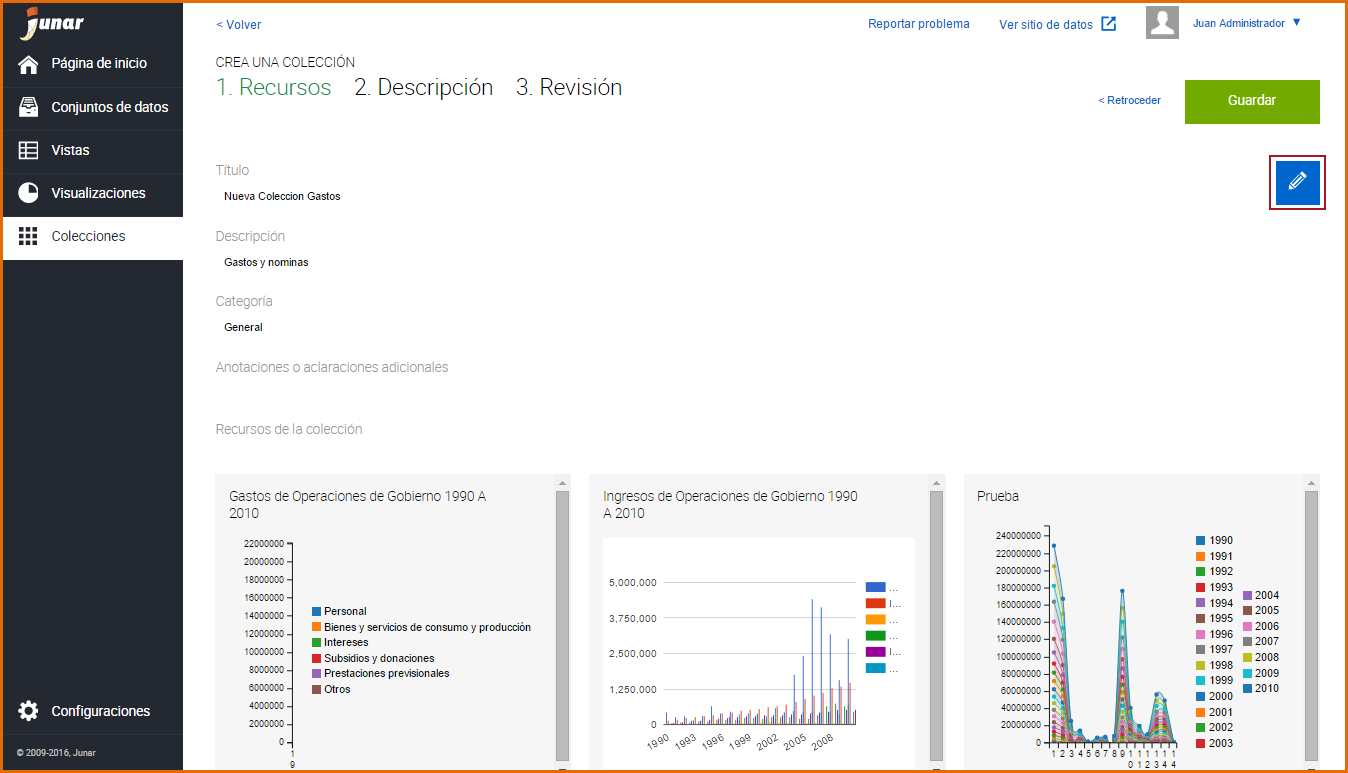 junar
Página de inicio
Conjuntos de datos
Vistas
Visualizaciones
Colecciones
Configuraciones
© 2009-2016, Junar
< Volver
Reportar problema
Ver sitio de datos
Juan Administrador ▼
CREA UNA COLECCIÓN
1. Recursos 2. Descripción 3. Revisión
< Retroceder
Guardar
Título
Nueva Coleccion Gastos
Descripción
Gastos y nominas
Categoría
General
Anotaciones o aclaraciones adicionales
Recursos de la colección
Gastos de Operaciones de Gobierno 1990 A
2010
22000000
20000000
18000000
16000000
14000000
12000000
10000000
8000000
6000000
4000000
2000000
0
1
9
Personal
Bienes y servicios de consumo y producción
Intereses
Subsidios y donaciones
Prestaciones previsionales
Otros
Ingresos de Operaciones de Gobierno 1990
A 2010
5,000,000
3,750,000
2,500,000
1,250,000
0
1990 1993 1996 1999 2002 2005 2008
...
I...
...
...
I...
...
Prueba
240000000
220000000
200000000
180000000
160000000
140000000
120000000
100000000
80000000
60000000
40000000
20000000
0
1 2 3 4 5 6 7 8 9 1 1 1 1 1
0 1 2 3 4
1990
1991
1992
1993
1994
1995
1996
1997
1998
1999
2000
2001
2002
2003
2004
2005
2006
2007
2008
2009
2010